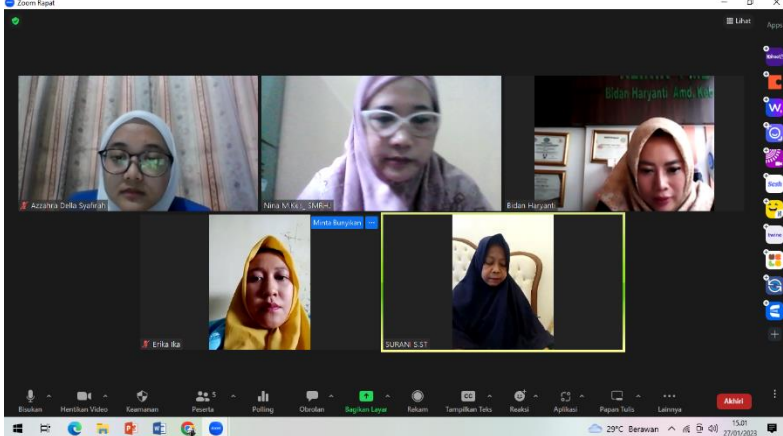 Zoom Rapat
Lihat
Apps
Bidan Haryanti Amd. Keb
Azzahra Della Syafirah
Bidan Haryanti
Minta Bunyikan
Erika Ika
SURANI S.ST
5
Bisukan
Hentikan Video
Keamanan
Peserta
Polling
Obrolan
Bagikan Layar
Rekam
Tampilkan Teks
Reaksi
Aplikasi
Papan Tulis
Lainnya
Akhiri
29°C Berawan
15.01
27/01/2023